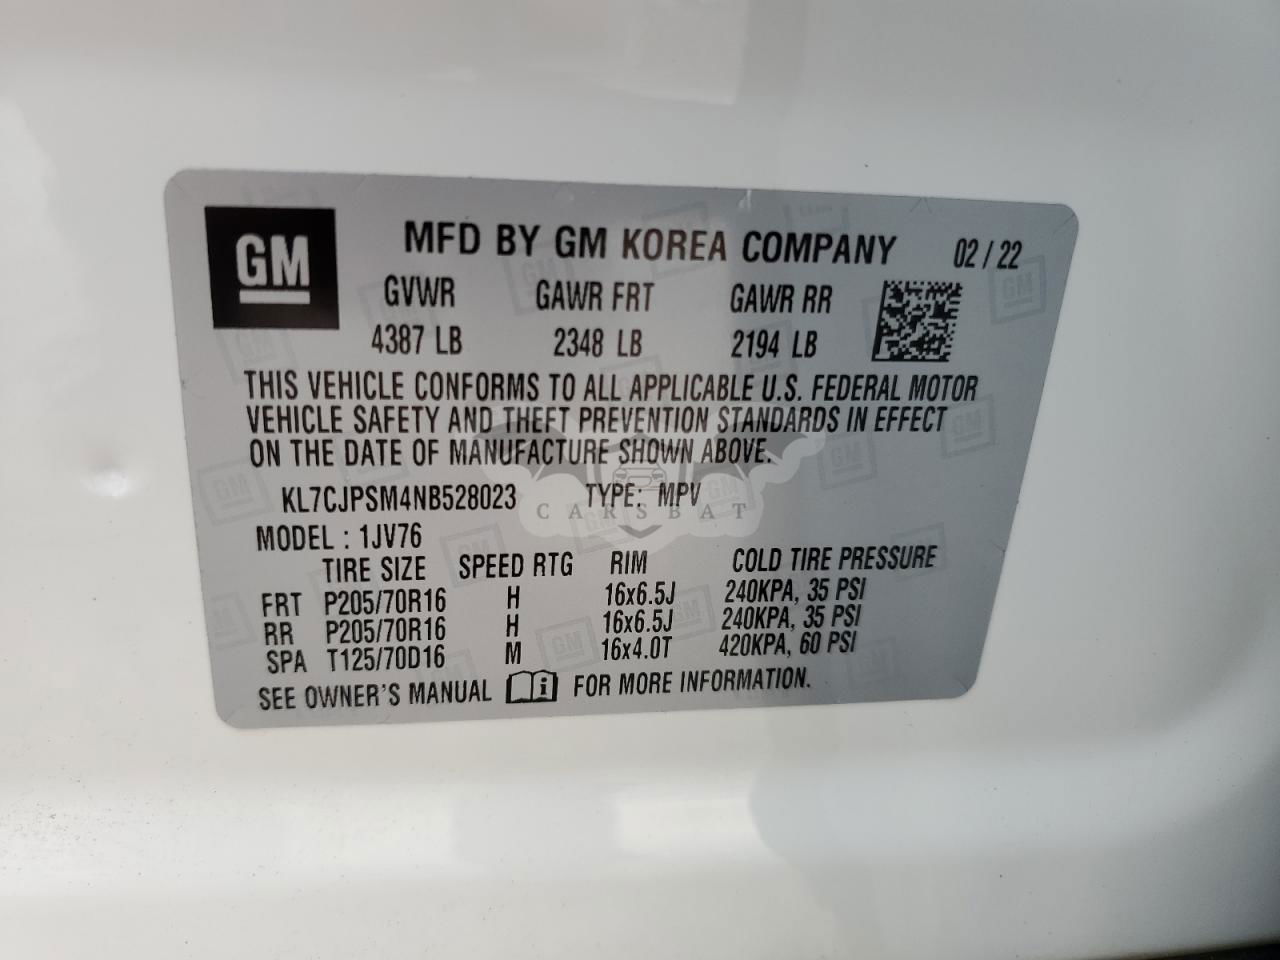 GM
MFD BY GM KOREA COMPANY 02 / 22
GVWR GAWR FRT GAWR RR
4387 LB 2348 LB 2194 LB
THIS VEHICLE CONFORMS TO ALL APPLICABLE U.S. FEDERAL MOTOR
VEHICLE SAFETY AND THEFT PREVENTION STANDARDS IN EFFECT
ON THE DATE OF MANUFACTURE SHOWN ABOVE.
KL7CJPSM4NB528023 TYPE: MPV
CARSBAT
MODEL : 1JV76
TIRE SIZE SPEED RTG RIM COLD TIRE PRESSURE
FRT P205/70R16 H 16x6.5J 240KPA, 35 PSI
RR P205/70R16 H 16x6.5J 240KPA, 35 PSI
SPA T125/70D16 M 16x4.0T 420KPA, 60 PSI
SEE OWNER'S MANUAL i FOR MORE INFORMATION.